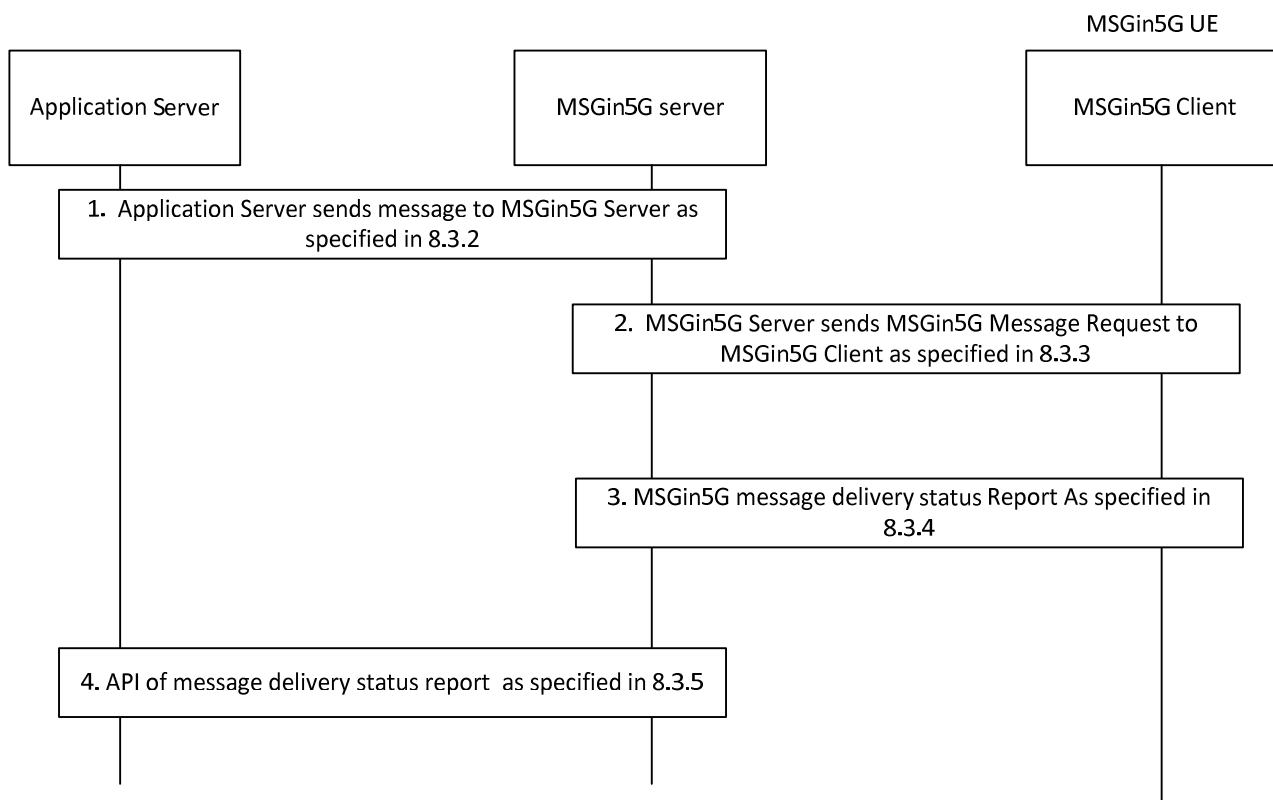 MSGin5G UE
Application Server
MSGin5G server
MSGin5G Client
1. Application Server sends message to MSGin5G Server as
specified in 8.3.2
2. MSGin5G Server sends MSGin5G Message Request to
MSGin5G Client as specified in 8.3.3
3. MSGin5G message delivery status Report As specified in
8.3.4
4. API of message delivery status report as specified in 8.3.5